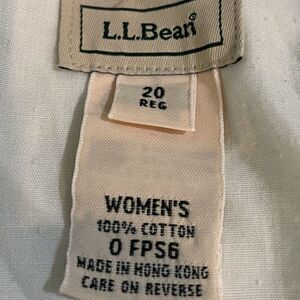 L.L.Bean
20
REG
WOMEN'S
100% COTTON
0 FPS6
MADE IN HONG KONG
CARE ON REVERSE